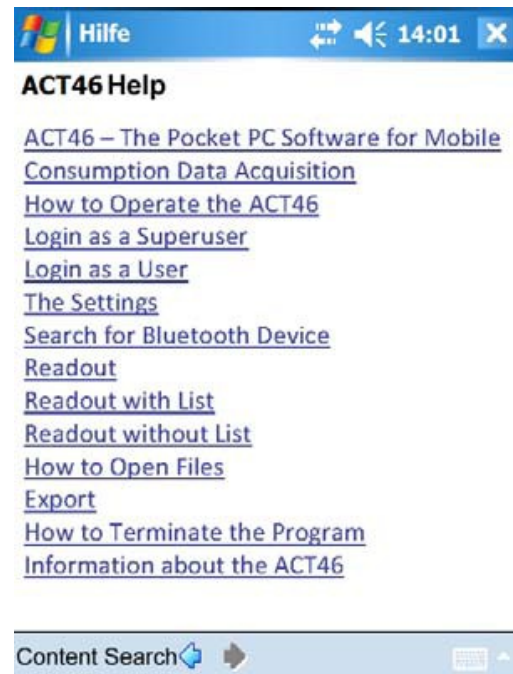 Hilfe 14:01
ACT46 Help
ACT46 – The Pocket PC Software for Mobile
Consumption Data Acquisition
How to Operate the ACT46
Login as a Superuser
Login as a User
The Settings
Search for Bluetooth Device
Readout
Readout with List
Readout without List
How to Open Files
Export
How to Terminate the Program
Information about the ACT46
Content Search